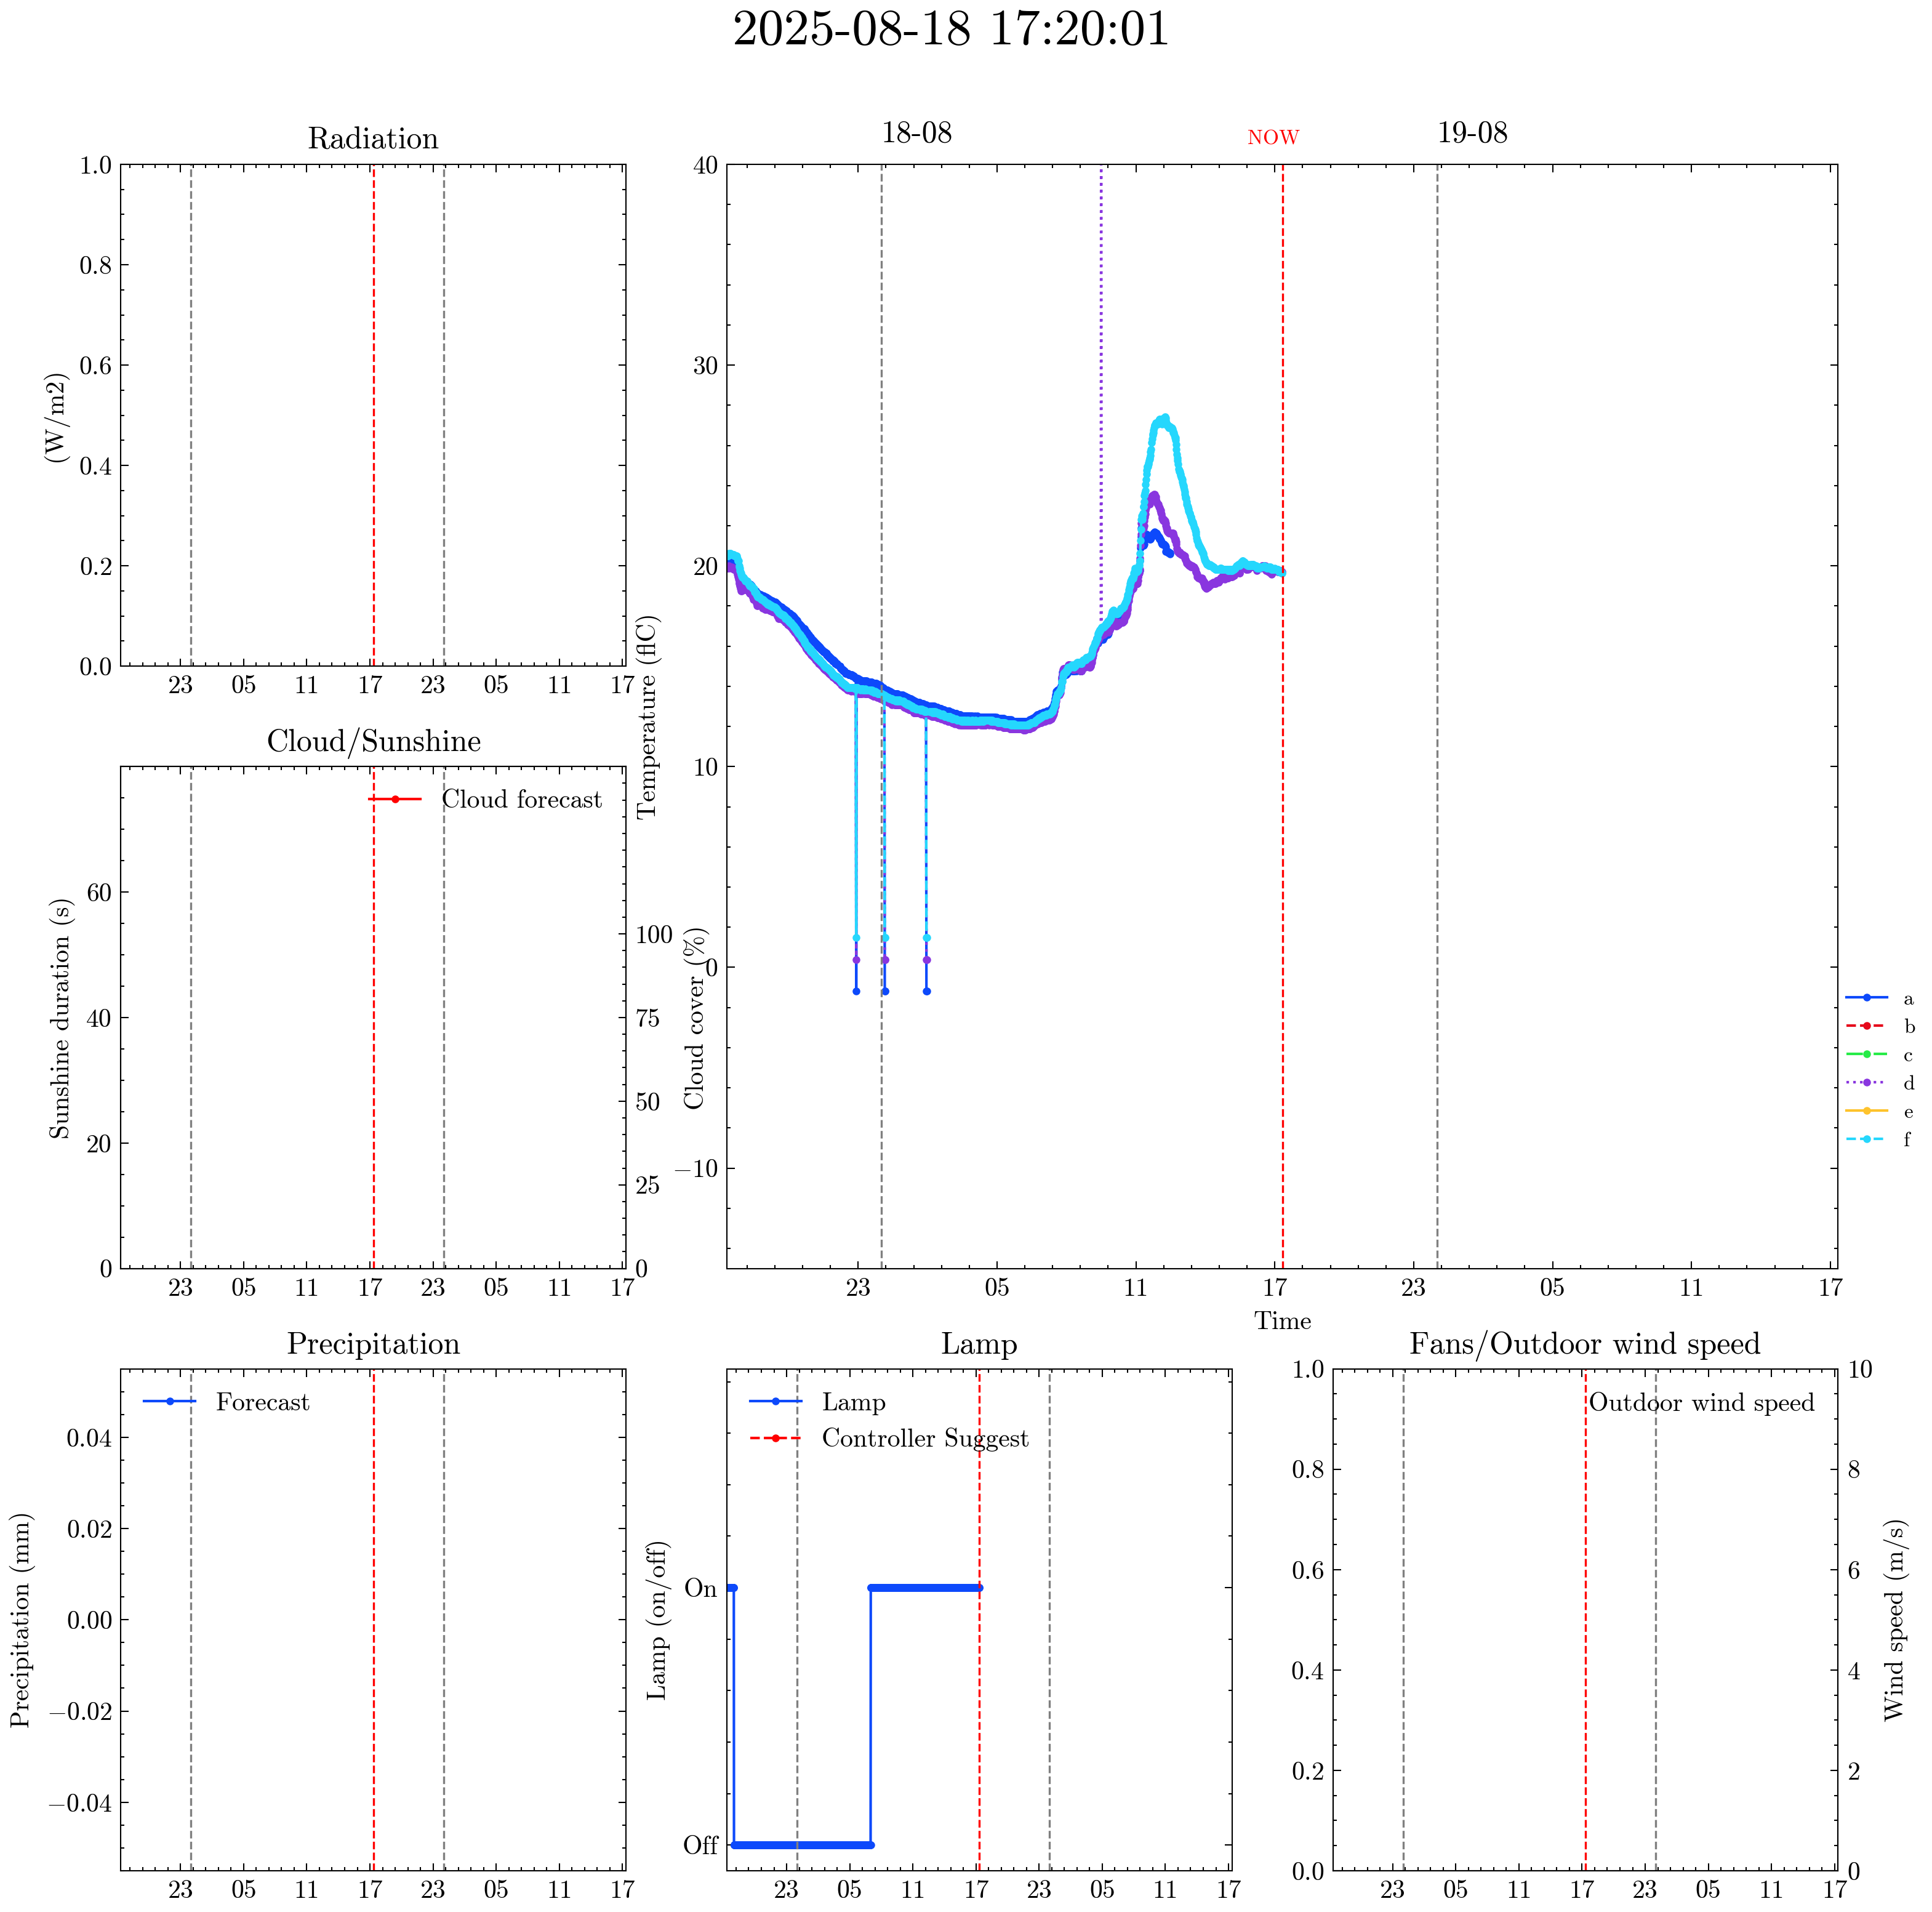 2025-08-18 17:20:01
Radiation
(W/m2)
1.0
0.8
0.6
0.4
0.2
0.0
23 05 11 17 23 05 11 17
18-08
NOW
19-08
Temperature (flC)
40
30
20
10
0
−10
23 05 11 17 23 05 11 17
Time
a
b
c
d
e
f
Cloud/Sunshine
Cloud forecast
Sunshine duration (s)
60
40
20
0
Cloud cover (%)
100
75
50
25
0
23 05 11 17 23 05 11 17
Precipitation
Forecast
Precipitation (mm)
0.04
0.02
0.00
−0.02
−0.04
23 05 11 17 23 05 11 17
Lamp
Lamp
Controller Suggest
Lamp (on/off)
On
Off
23 05 11 17 23 05 11 17
Fans/Outdoor wind speed
Outdoor wind speed
1.0
0.8
0.6
0.4
0.2
0.0
10
8
6
4
2
0
Wind speed (m/s)
23 05 11 17 23 05 11 17